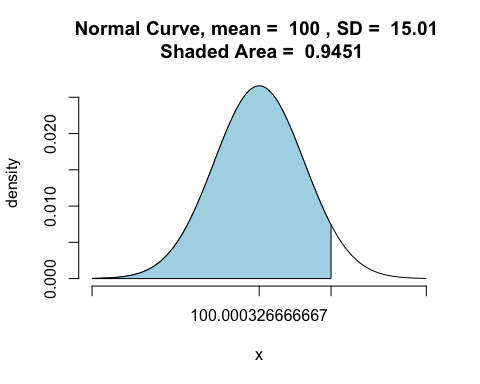 Normal Curve, mean =  100 , SD =  15.01
Shaded Area =  0.9451
density
0.020
0.010
0.000
100.000326666667
x